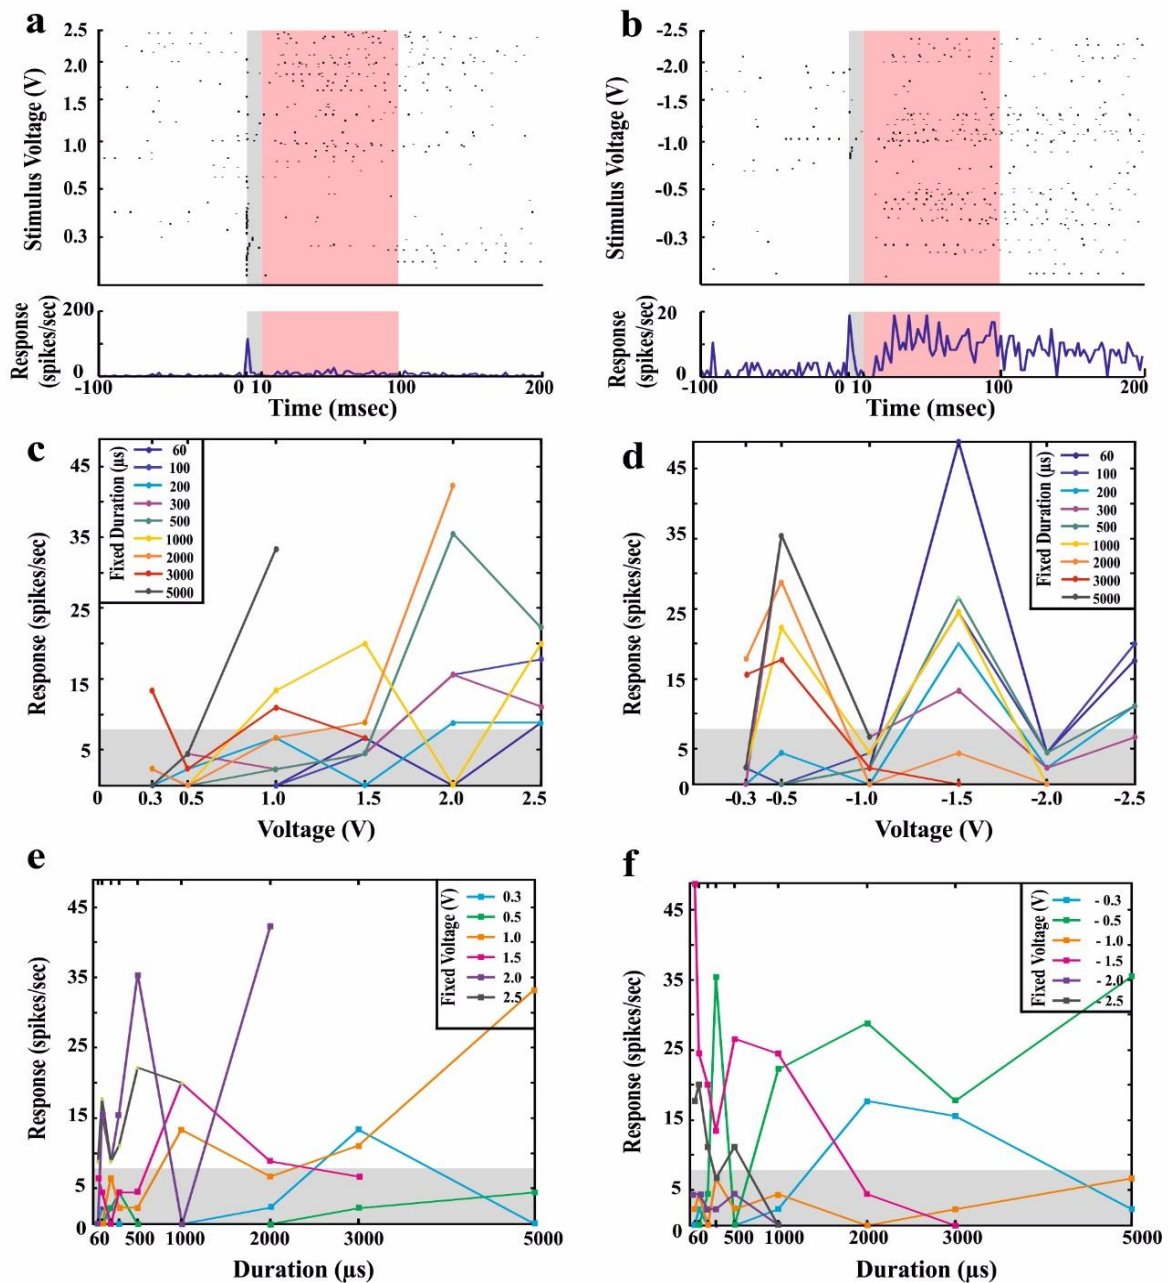 a
Stimulus Voltage (V)
2.5
2.0
1.5
1.0
0.5
0.3
Response
(spikes/sec)
200
0
-100 0 10 100 200
Time (msec)
b
Stimulus Voltage (V)
-2.5
-2.0
-1.5
-1.0
-0.5
-0.3
Response
(spikes/sec)
20
0
-100 0 10 100 200
Time (msec)
c
Response (spikes/sec)
45
35
25
15
5
0
Fixed Duration (µs)
60
100
200
300
500
1000
2000
3000
5000
0 0.3 0.5 1.0 1.5 2.0 2.5
Voltage (V)
d
Response (spikes/sec)
45
35
25
15
5
0
Fixed Duration (µs)
60
100
200
300
500
1000
2000
3000
5000
-0.3 -0.5 -1.0 -1.5 -2.0 -2.5
Voltage (V)
e
Response (spikes/sec)
45
35
25
15
5
0
Fixed Voltage (V)
0.3
0.5
1.0
1.5
2.0
2.5
60 500 1000 2000 3000 5000
Duration (µs)
f
Response (spikes/sec)
45
35
25
15
5
0
Fixed Voltage (V)
- 0.3
- 0.5
- 1.0
- 1.5
- 2.0
- 2.5
60 500 1000 2000 3000 5000
Duration (µs)